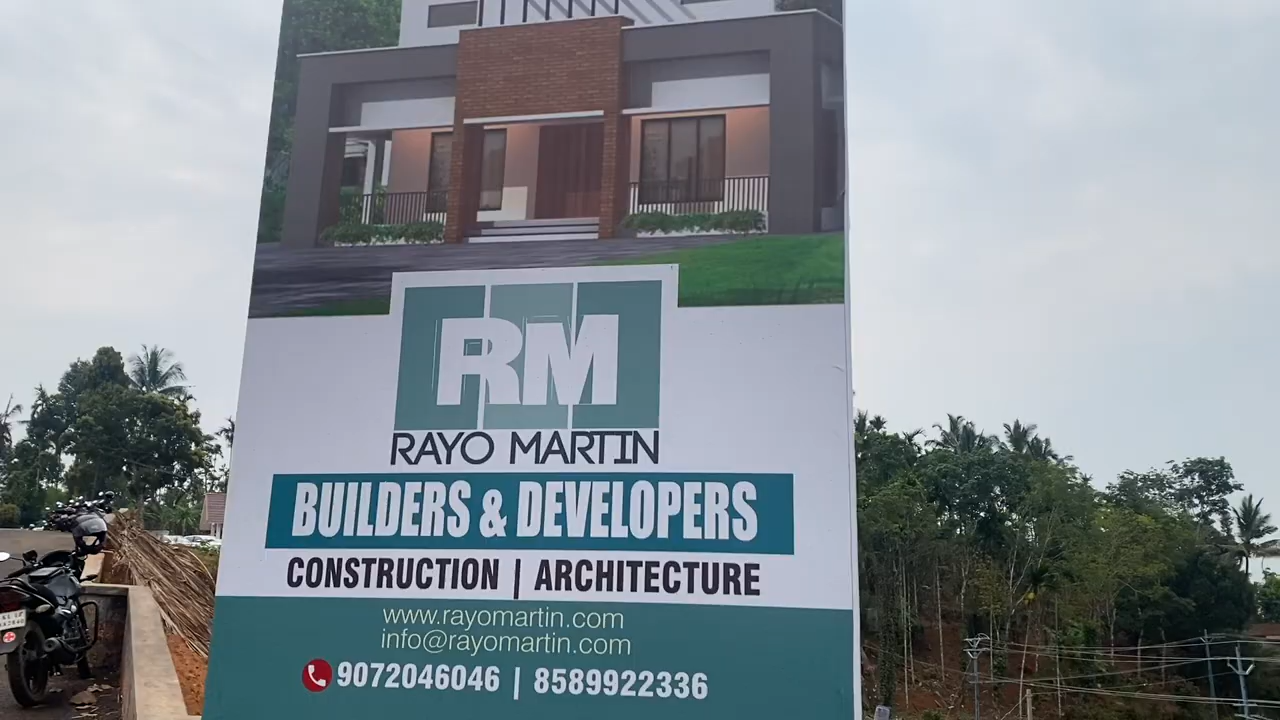 RM
RAYO MARTIN
BUILDERS & DEVELOPERS
CONSTRUCTION | ARCHITECTURE
www.rayomartin.com
info@rayomartin.com
9072046046 | 8589922336